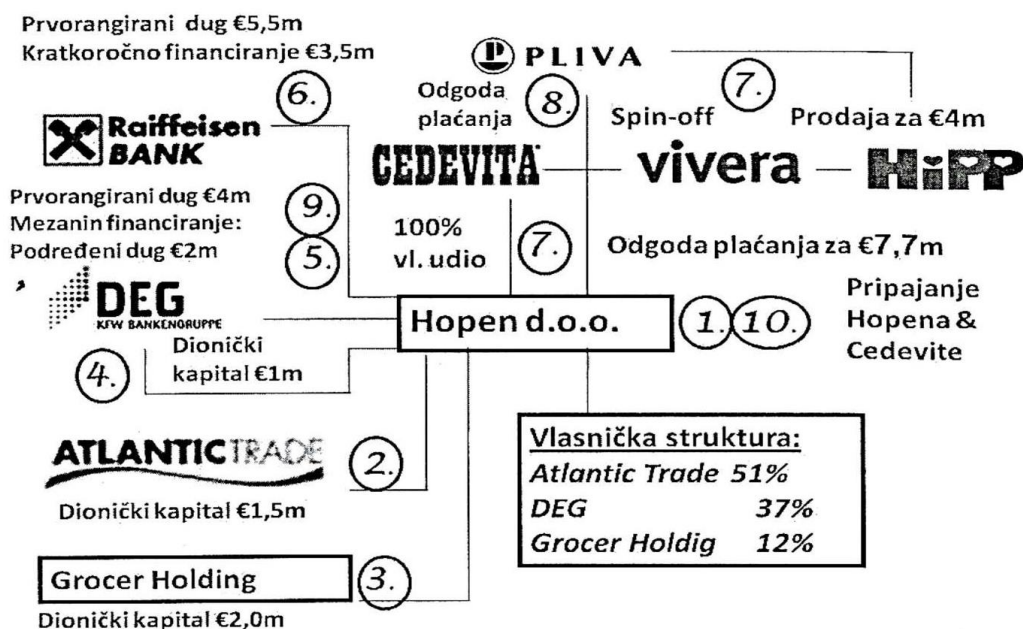 Prvorangirani dug €5,5m
Kratkoročno financiranje €3,5m
6.
Raiffeisen
BANK
PLIVA
Odgoda
plaćanja
8.
7.
Spin-off
Prodaja za €4m
CEDEVITA
vivera
HiPP
Prvorangirani dug €4m
Mezanin financiranje:
Podređeni dug €2m
9.
5.
100%
vl. udio
7.
Odgoda plaćanja za €7,7m
DEG
KFW BANKENGRUPPE
Hopen d.o.o.
1.
10.
Pripajanje
Hopena &
Cedevite
4.
Dionički
kapital €1m
ATLANTICTRADE
2.
Dionički kapital €1,5m
Vlasnička struktura:
Atlantic Trade 51%
DEG 37%
Grocer Holdig 12%
Grocer Holding
3.
Dionički kapital €2,0m